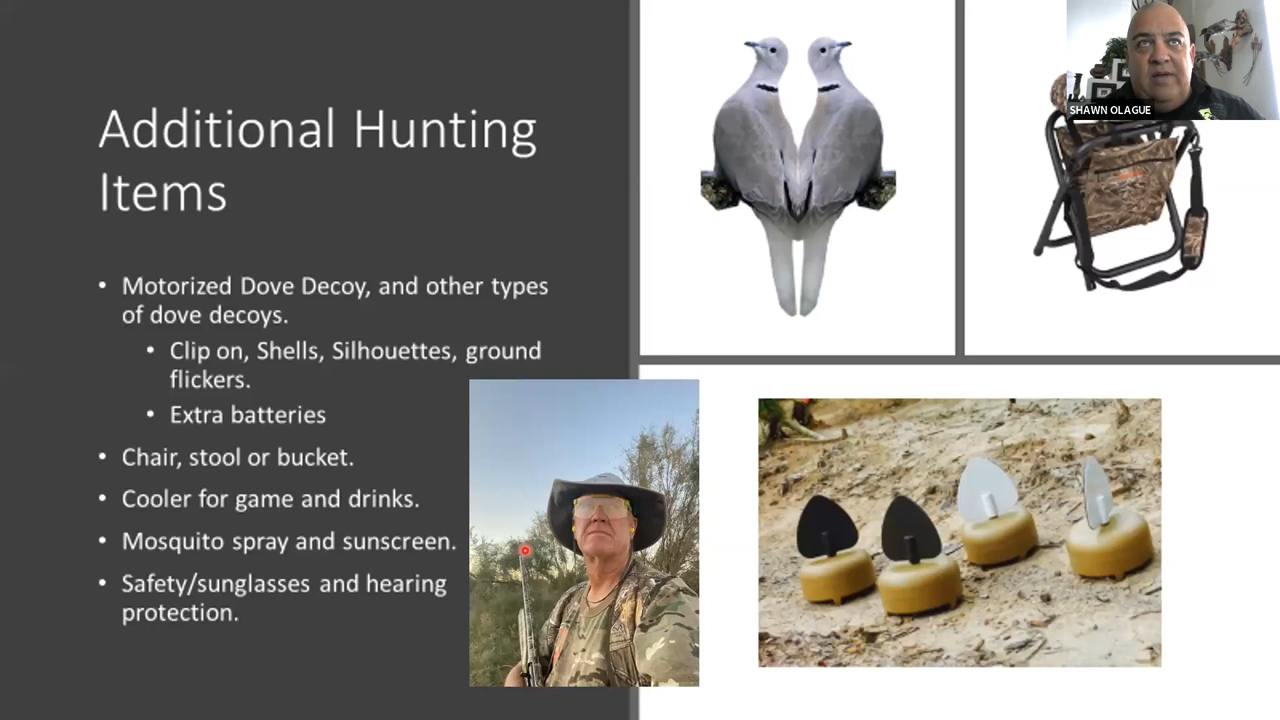 SHAWN OLAGUE
Additional Hunting
Items
• Motorized Dove Decoy, and other types
of dove decoys.
• Clip on, Shells, Silhouettes, ground
flickers.
• Extra batteries
• Chair, stool or bucket.
• Cooler for game and drinks.
• Mosquito spray and sunscreen.
• Safety/sunglasses and hearing
protection.